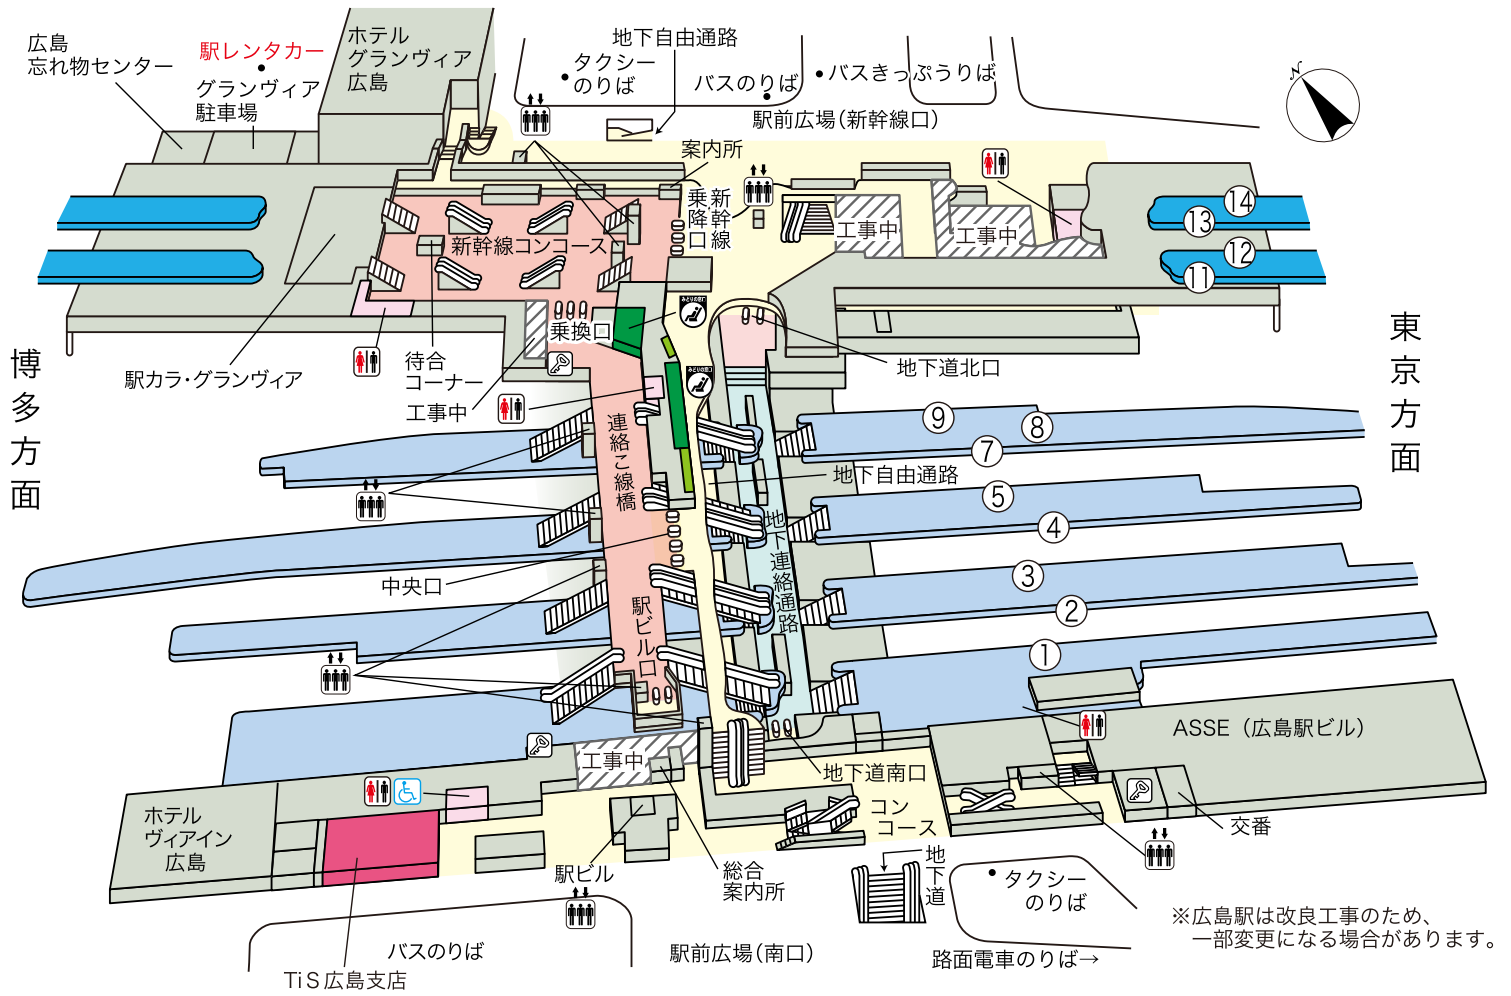 広島
忘れ物センター
駅レンタカー
グランヴィア
駐車場
ホテル
グランヴィア
広島
タクシー
のりば
地下自由通路
バスのりば
バスきっぷうりば
駅前広場(新幹線口)
N
案内所
新幹線
乗降口
工事中
工事中
14
13
12
11
新幹線コンコース
乗換口
みどりの窓口
みどりの窓口
待合
コーナー
駅カラ・グランヴィア
工事中
地下道北口
博多方面
東京方面
連絡こ線橋
9
8
7
地下自由通路
5
4
地下連絡通路
中央口
3
2
駅ビル口
1
ASSE(広島駅ビル)
工事中
地下道南口
ホテル
ヴィアイン
広島
コン
コース
交番
駅ビル
総合
案内所
地下道
タクシー
のりば
バスのりば
駅前広場(南口)
路面電車のりば→
TiS広島支店
※広島駅は改良工事のため、
一部変更になる場合があります。